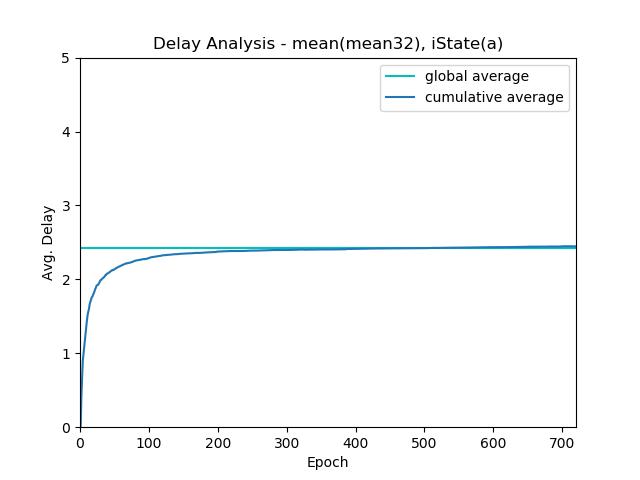 Delay Analysis - mean(mean32), iState(a)
global average
cumulative average
Avg. Delay
5
4
3
2
1
0
0 100 200 300 400 500 600 700
Epoch